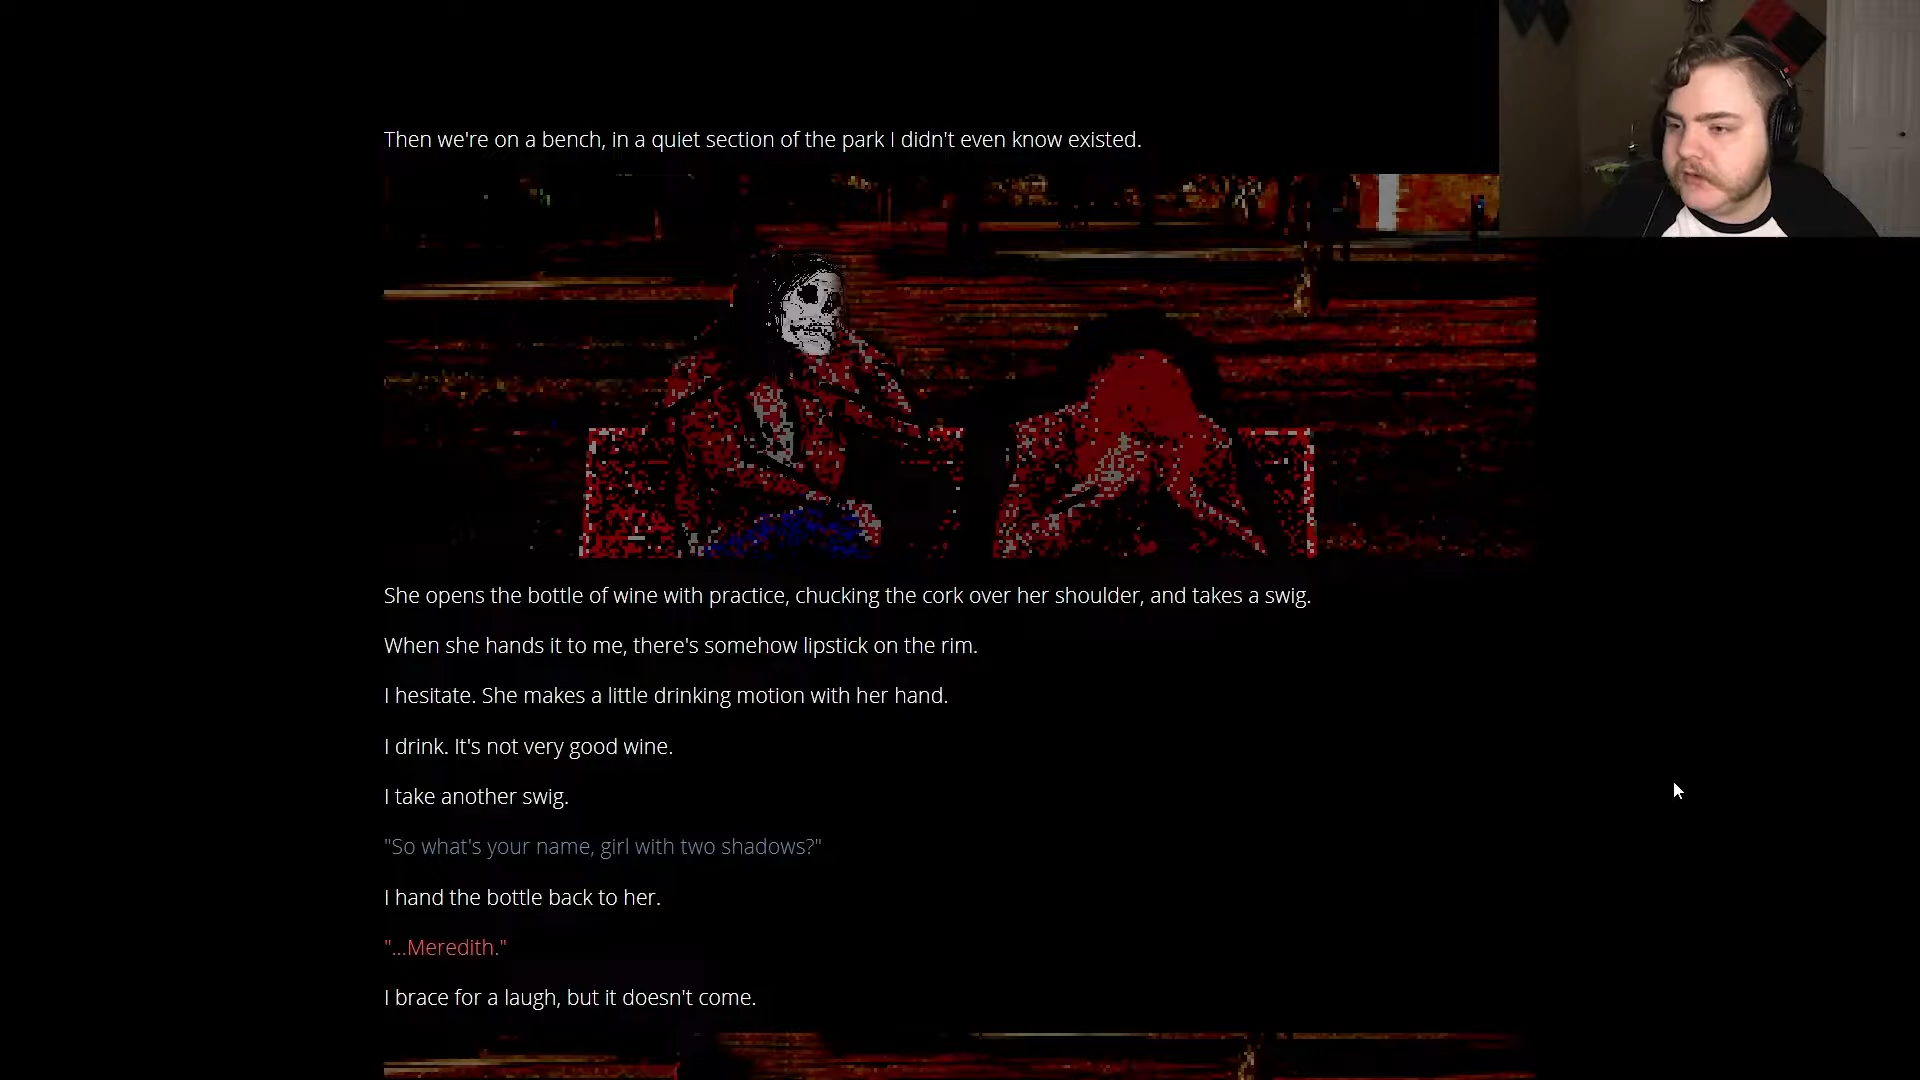 Then we're on a bench, in a quiet section of the park I didn't even know existed.
She opens the bottle of wine with practice, chucking the cork over her shoulder, and takes a swig.
When she hands it to me, there's somehow lipstick on the rim.
I hesitate. She makes a little drinking motion with her hand.
I drink. It's not very good wine.
I take another swig.
"So what's your name, girl with two shadows?"
I hand the bottle back to her.
"...Meredith."
I brace for a laugh, but it doesn't come.